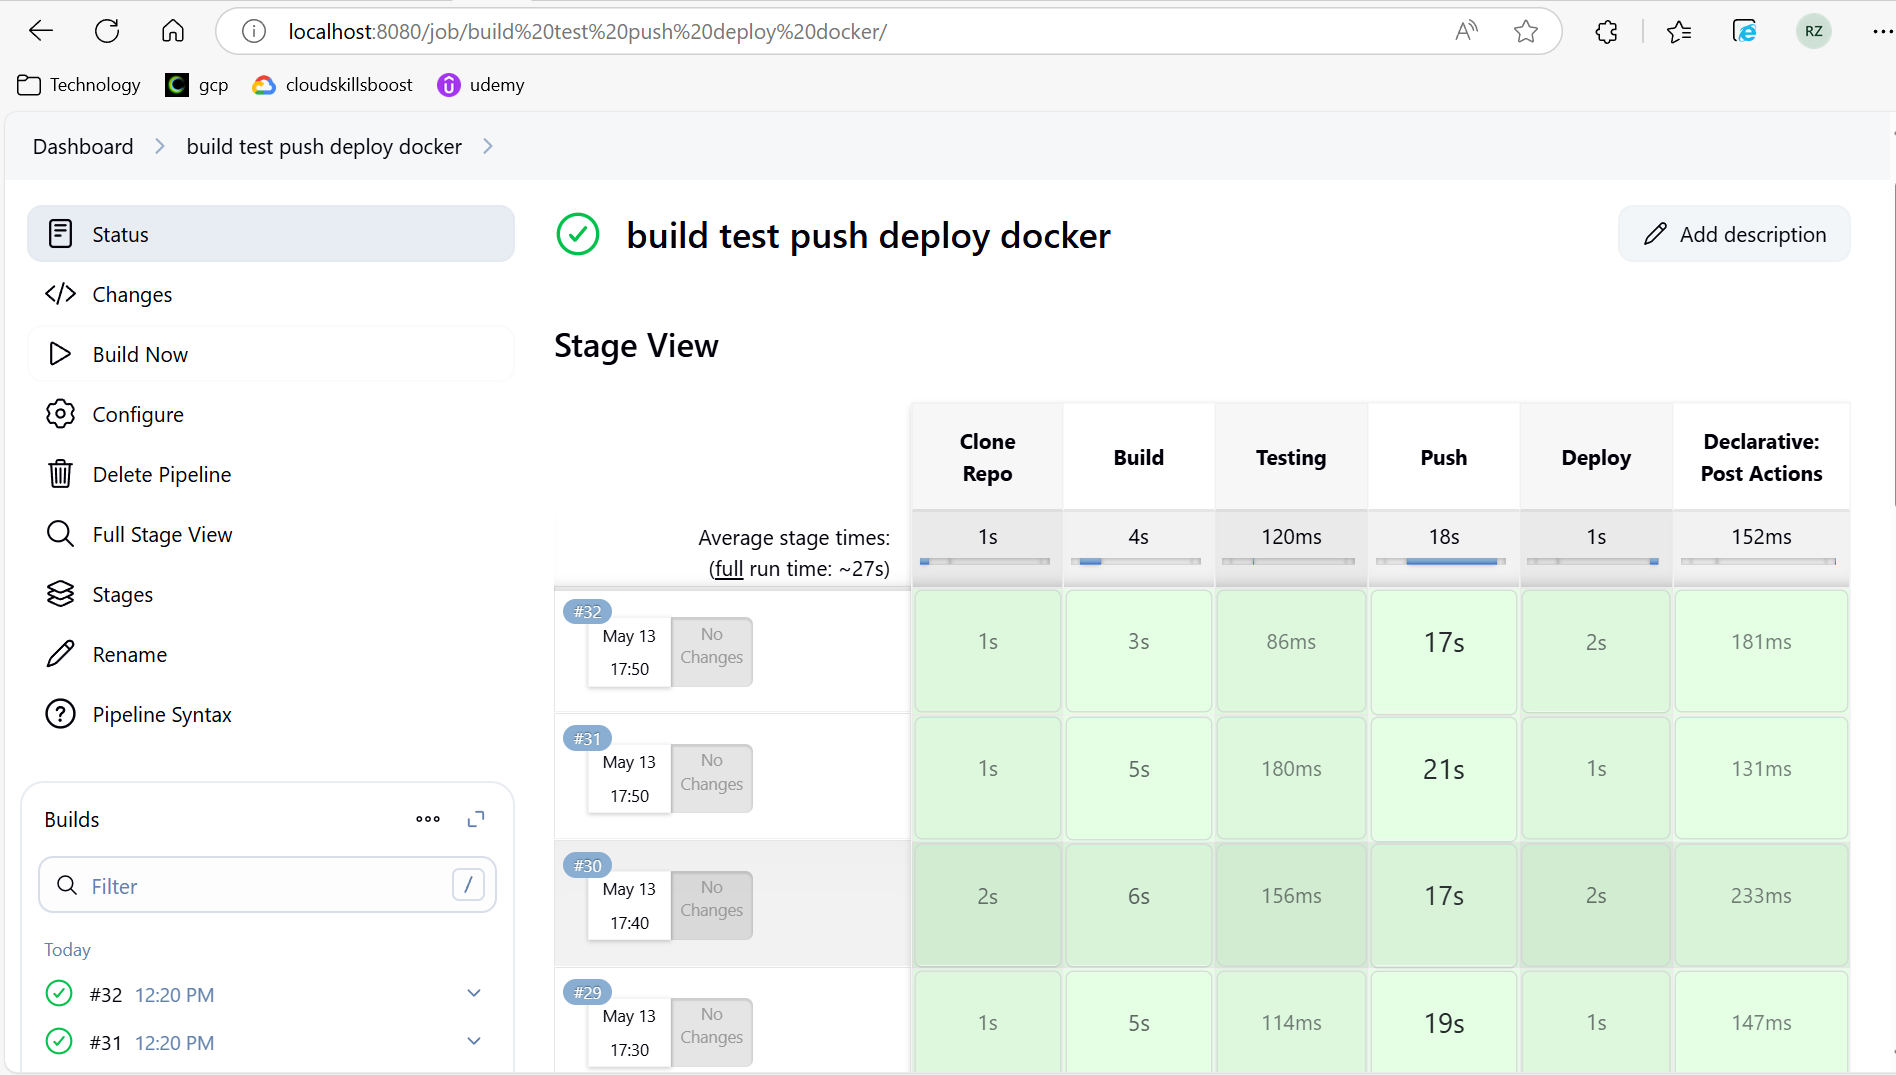 localhost:8080/job/build%20test%20push%20deploy%20docker/
RZ
Technology
gcp
cloudskillsboost
udemy
Dashboard
build test push deploy docker
Status
Changes
Build Now
Configure
Delete Pipeline
Full Stage View
Stages
Rename
Pipeline Syntax
Builds
Filter
/
Today
#32 12:20 PM
#31 12:20 PM
build test push deploy docker
Add description
Stage View
Clone
Repo
Build
Testing
Push
Deploy
Declarative:
Post Actions
Average stage times:
(full run time: ~27s)
1s
4s
120ms
18s
1s
152ms
#32
May 13
17:50
No
Changes
1s
3s
86ms
17s
2s
181ms
#31
May 13
17:50
No
Changes
1s
5s
180ms
21s
1s
131ms
#30
May 13
17:40
No
Changes
2s
6s
156ms
17s
2s
233ms
#29
May 13
17:30
No
Changes
1s
5s
114ms
19s
1s
147ms